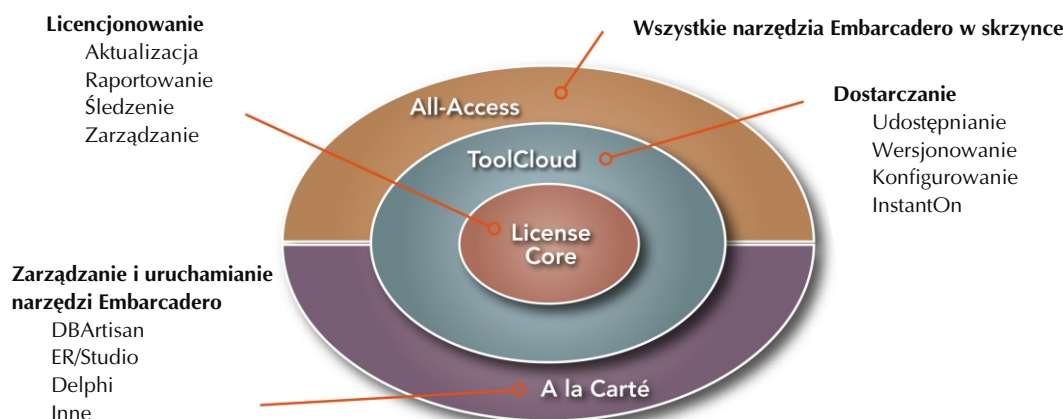 Licencjonowanie
Aktualizacja
Raportowanie
Śledzenie
Zarządzanie
Wszystkie narzędzia Embarcadero w skrzynce
Dostarczanie
Udostępnianie
Wersjonowanie
Konfigurowanie
InstantOn
All-Access
ToolCloud
License
Core
A la Carté
Zarządzanie i uruchamianie
narzędzi Embarcadero
DBArtisan
ER/Studio
Delphi
Inne